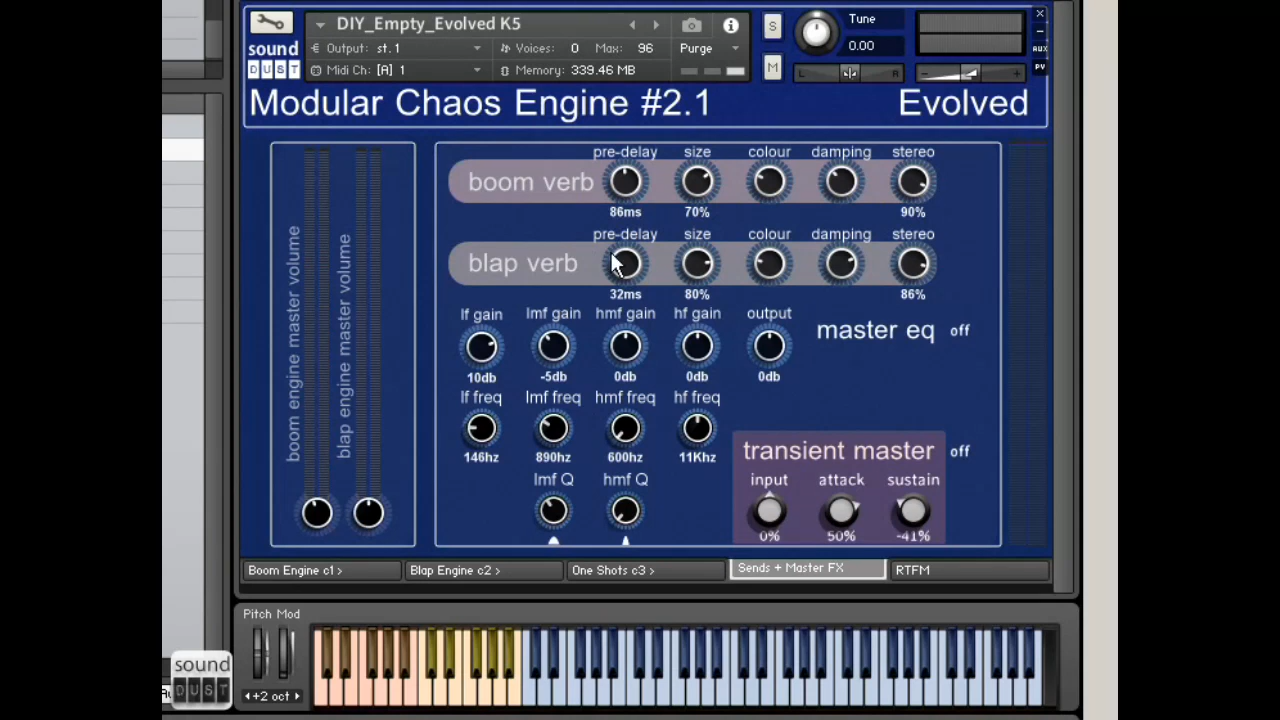 DIY_Empty_Evolved K5
Output: st.1
Voices: 0 Max: 96
Purge
Midi Ch: [A] 1
Memory: 339.46 MB
S
M
Tune
0.00
L R
- +
x
-
AUX
PV
sound
DUST
Modular Chaos Engine #2.1
Evolved
boom engine master volume
blap engine master volume
pre-delay size colour damping stereo
boom verb
86ms 70% 90%
pre-delay size colour damping stereo
blap verb
32ms 80% 86%
lf gain lmf gain hmf gain hf gain output
master eq off
10db -5db 0db 0db 0db
lf freq lmf freq hmf freq hf freq
146hz 890hz 600hz 11Khz
transient master off
lmf Q hmf Q
input attack sustain
0% 50% -41%
Boom Engine c1>
Blap Engine c2 >
One Shots c3 >
Sends + Master FX
RTFM
Pitch Mod
+2 oct
sound
DUST